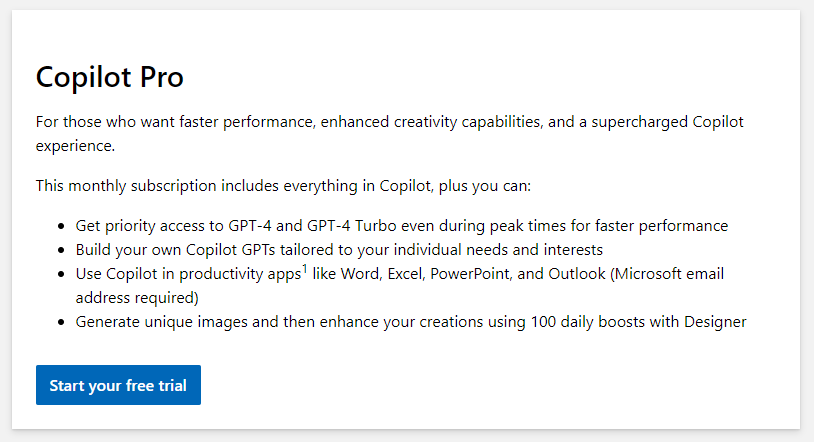 Copilot Pro
For those who want faster performance, enhanced creativity capabilities, and a supercharged Copilot
experience.
This monthly subscription includes everything in Copilot, plus you can:
• Get priority access to GPT-4 and GPT-4 Turbo even during peak times for faster performance
• Build your own Copilot GPTs tailored to your individual needs and interests
• Use Copilot in productivity apps¹ like Word, Excel, PowerPoint, and Outlook (Microsoft email
address required)
• Generate unique images and then enhance your creations using 100 daily boosts with Designer
Start your free trial